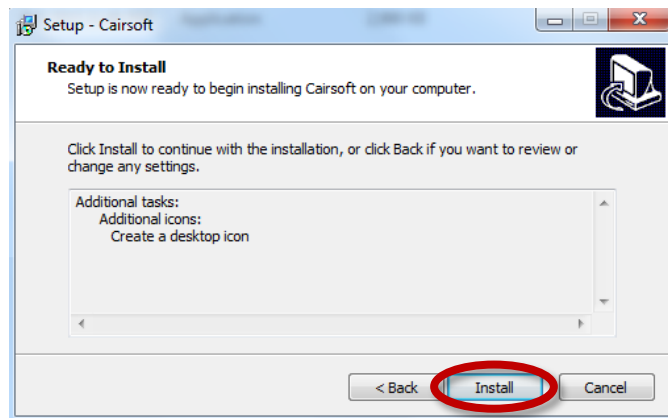 Setup - Cairsoft
Ready to Install
Setup is now ready to begin installing Cairsoft on your computer.
Click Install to continue with the installation, or click Back if you want to review or
change any settings.
Additional tasks:
Additional icons:
Create a desktop icon
< Back
Install
Cancel